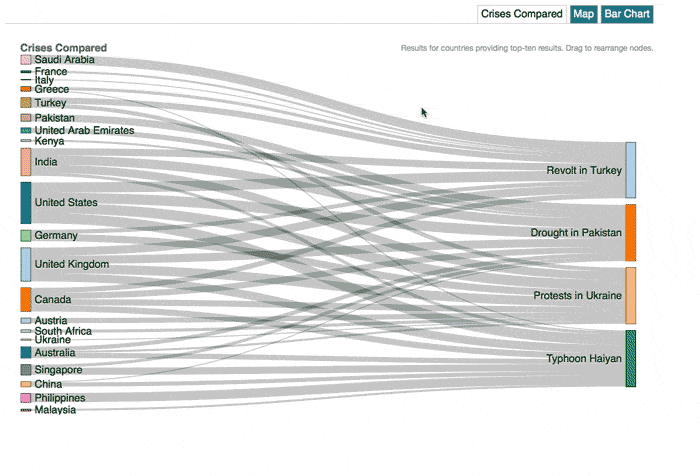 Crises Compared Map Bar Chart
Crises Compared
Results for countries providing top-ten results. Drag to rearrange nodes.
Saudi Arabia
France
Italy
Greece
Turkey
Pakistan
United Arab Emirates
Kenya
India
United States
Germany
United Kingdom
Canada
Austria
South Africa
Ukraine
Australia
Singapore
China
Philippines
Malaysia
Revolt in Turkey
Drought in Pakistan
Protests in Ukraine
Typhoon Haiyan